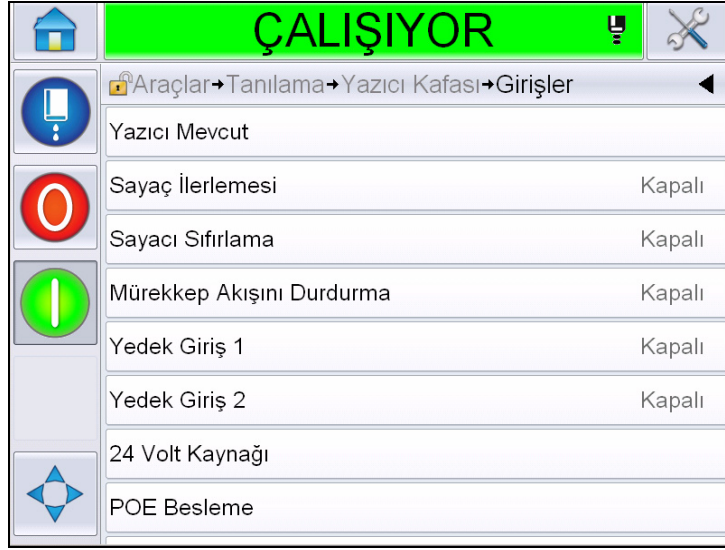 ÇALIŞIYOR
Araçlar→Tanılama→Yazıcı Kafası→Girişler
Yazıcı Mevcut
Sayaç İlerlemesi Kapalı
Sayacı Sıfırlama Kapalı
Mürekkep Akışını Durdurma Kapalı
Yedek Giriş 1 Kapalı
Yedek Giriş 2 Kapalı
24 Volt Kaynağı
POE Besleme